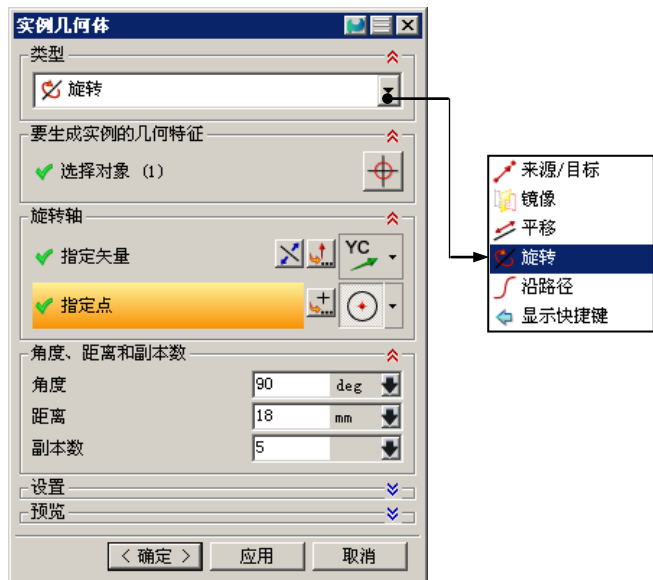 实例几何体
类型
旋转
要生成实例的几何特征
选择对象 (1)
旋转轴
指定矢量
YC
指定点
角度、距离和副本数
角度 90 deg
距离 18 mm
副本数 5
设置
预览
< 确定 > 应用 取消
来源/目标
镜像
平移
旋转
沿路径
显示快捷键